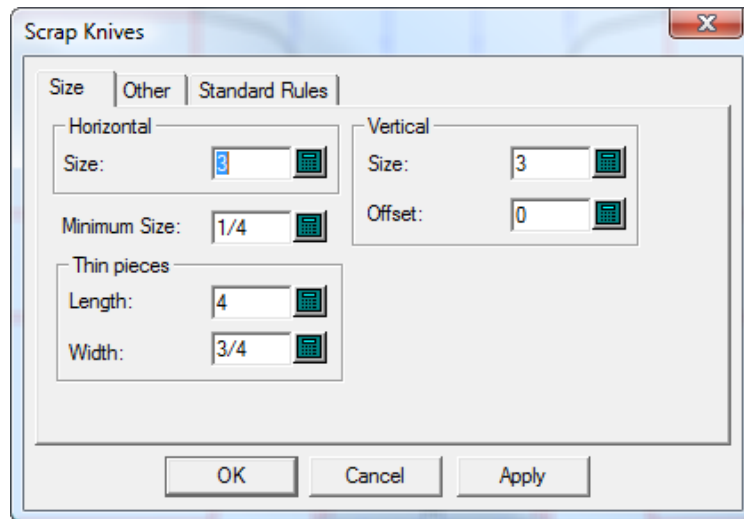 Scrap Knives
X
Size Other Standard Rules
Horizontal
Size: 3
Minimum Size: 1/4
Thin pieces
Length: 4
Width: 3/4
Vertical
Size: 3
Offset: 0
OK Cancel Apply